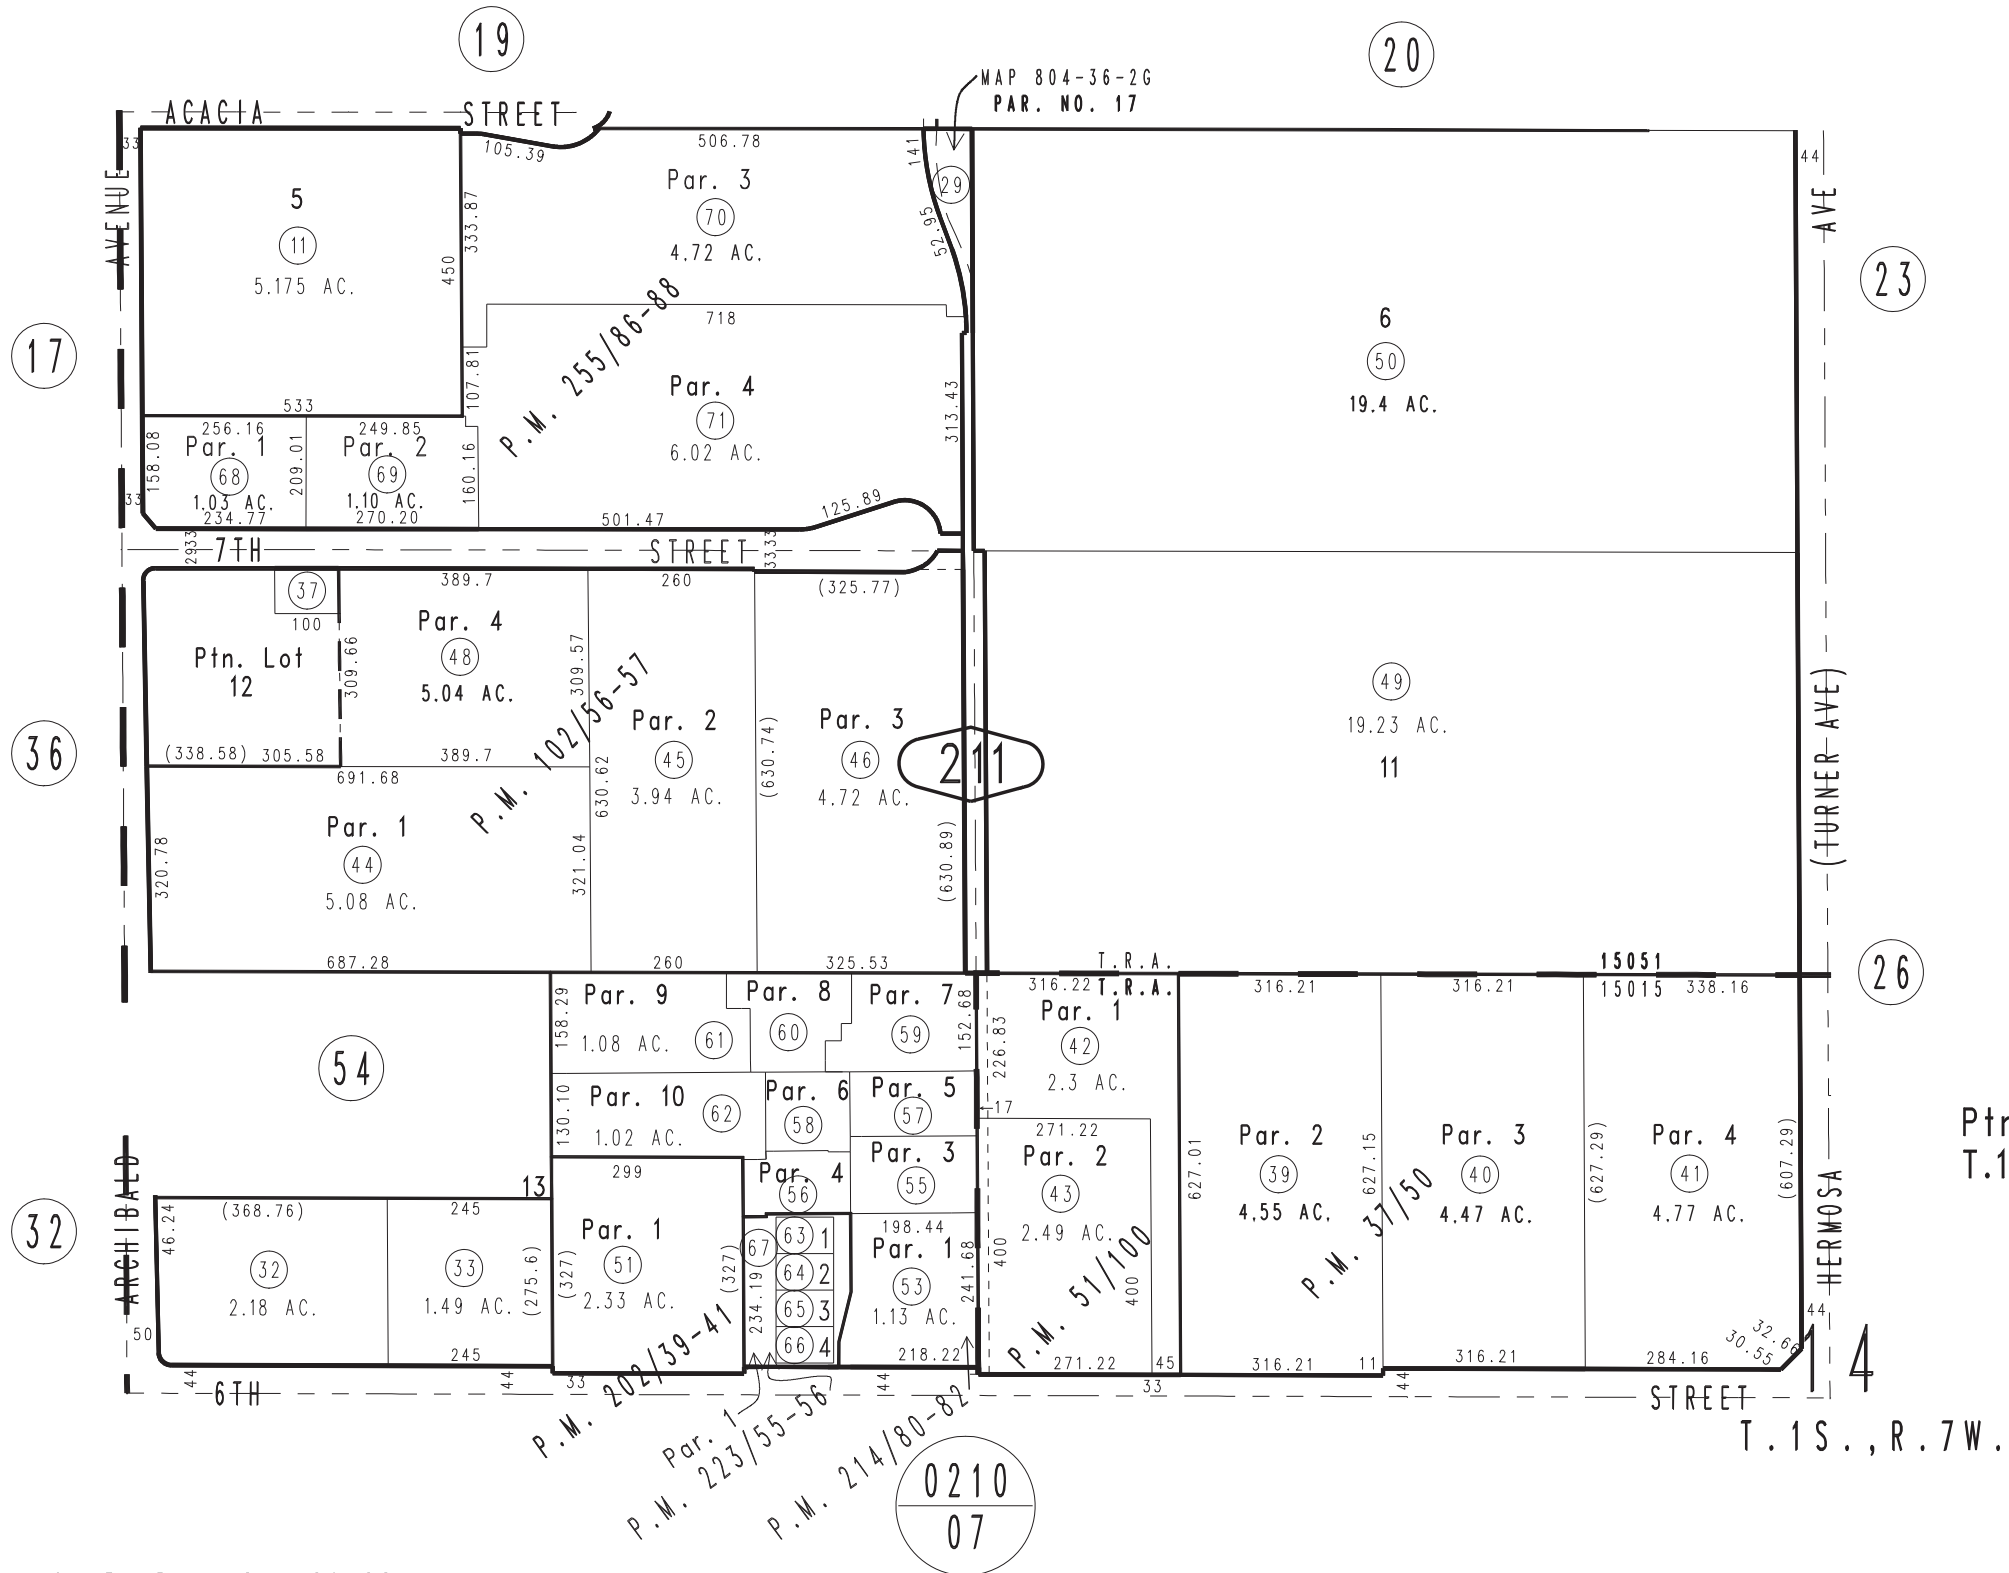 19
20
MAP 804-36-2G
PAR. NO. 17
ACACIA STREET
33
105.39
506.78
141
44
AVENUE
AVE
5
11
5.175 AC.
333.87
450
Par. 3
70
4.72 AC.
29
52.95
23
17
718
P.M. 255/86-88
6
50
19.4 AC.
107.81
Par. 4
71
6.02 AC.
313.43
533
256.16
249.85
158.08
Par. 1
68
1.03 AC.
234.77
209.01
Par. 2
69
1.10 AC.
270.20
160.16
33
125.89
501.47
2933
7TH STREET
3333
37
100
389.7
260
(325.77)
Ptn. Lot
12
309.66
Par. 4
48
5.04 AC.
309.57
P.M. 102/56-57
Par. 2
45
3.94 AC.
(630.74)
Par. 3
46
4.72 AC.
211
49
19.23 AC.
11
(TURNER AVE)
36
(338.58) 305.58
389.7
691.68
630.62
Par. 1
44
5.08 AC.
320.78
321.04
(630.89)
687.28
260
325.53
T.R.A. 15051
T.R.A. 15015
26
316.22
316.21
316.21
338.16
54
158.29
Par. 9
1.08 AC.
61
Par. 8
60
Par. 7
59
152.68
226.83
Par. 1
42
2.3 AC.
130.10
Par. 10
62
1.02 AC.
Par. 6
58
Par. 5
57
17
271.22
Par. 2
43
2.49 AC.
400
400
P.M. 51/100
627.01
Par. 2
39
4.55 AC.
627.15
Par. 3
40
4.47 AC.
P.M. 37/50
(627.29)
Par. 4
41
4.77 AC.
(607.29)
Ptn
T.1
ARCHIBALD
HERMOSA
32
13
299
Par. 4
56
Par. 3
55
46.24
(368.76)
245
32
2.18 AC.
33
1.49 AC.
(275.6)
(327)
Par. 1
51
2.33 AC.
(327)
67
234.19
63 1
64 2
65 3
66 4
198.44
Par. 1
53
1.13 AC.
241.68
50
245
218.22
271.22
45
316.21
11
316.21
284.16
30.55
32.66
44
44
44
33
44
33
44
6TH STREET
14
P.M. 202/39-41
Par. 1
P.M. 223/55-56
P.M. 214/80-82
T.1S.,R.7W.
0210
07